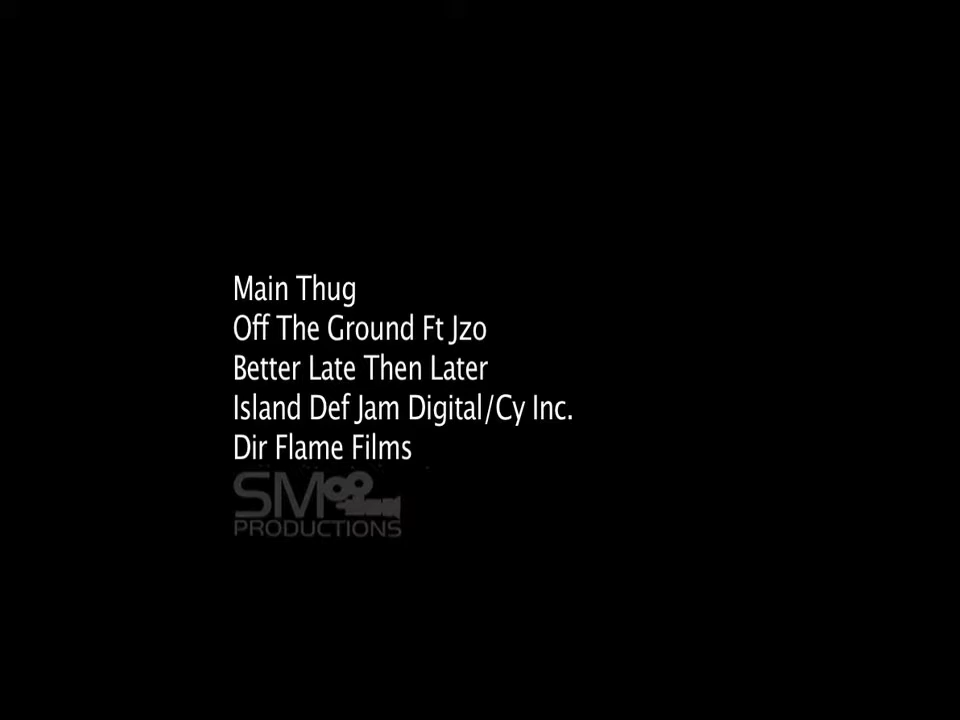 Main Thug
Off The Ground Ft Jzo
Better Late Then Later
Island Def Jam Digital/Cy Inc.
Dir Flame Films
SM
PRODUCTIONS